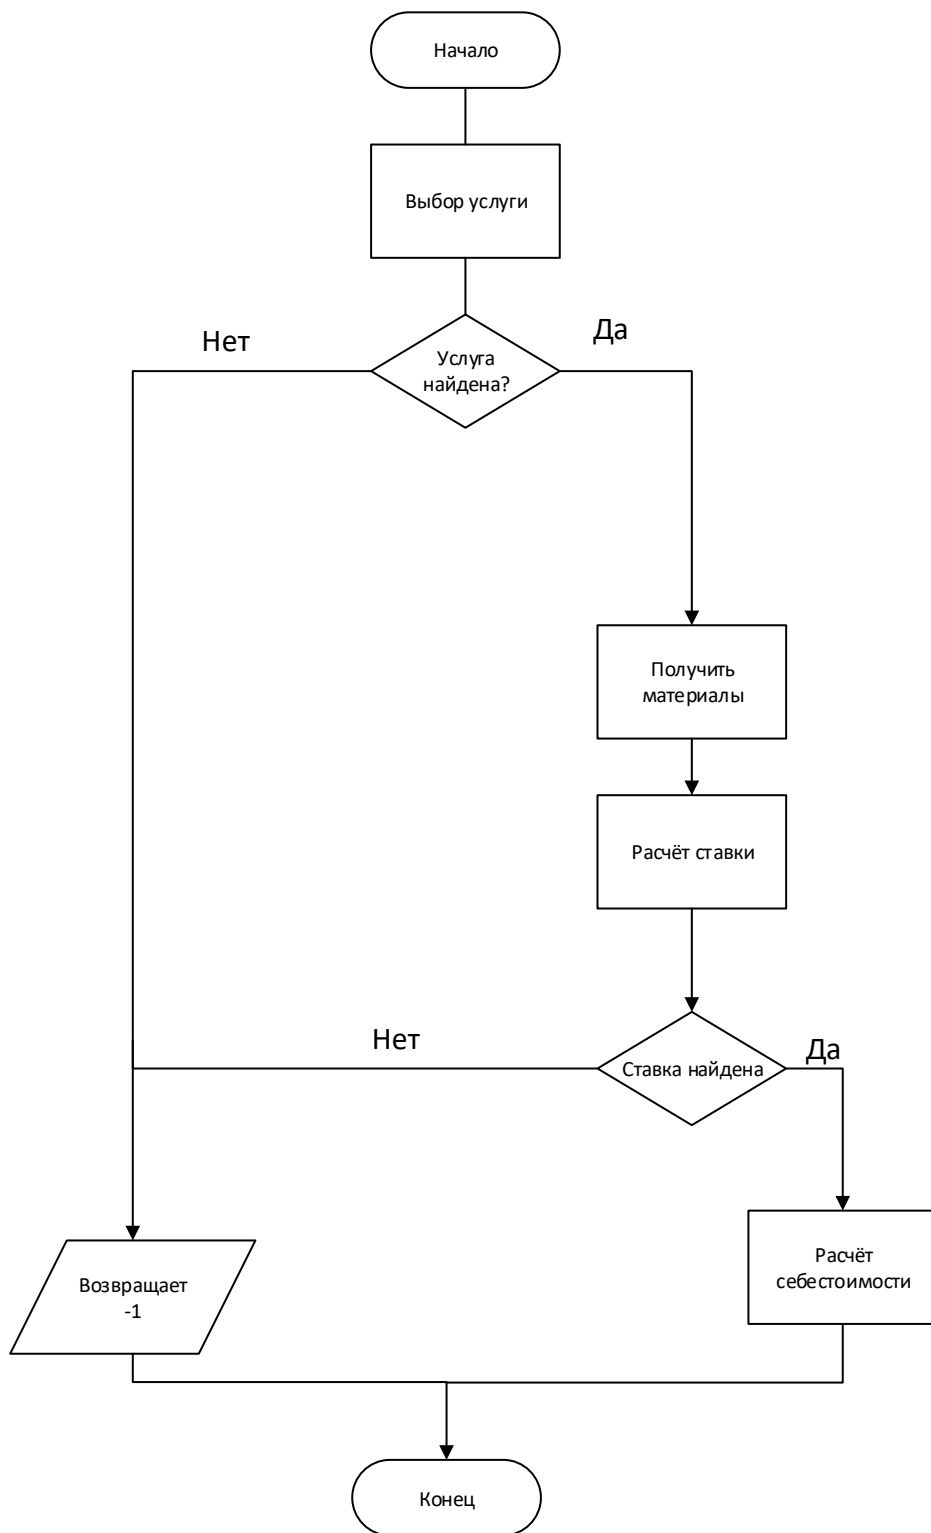 Начало
Выбор услуги
Нет
Да
Услуга
найдена?
Получить
материалы
Расчёт ставки
Нет
Да
Ставка найдена
Возвращает
-1
Расчёт
себестоимости
Конец